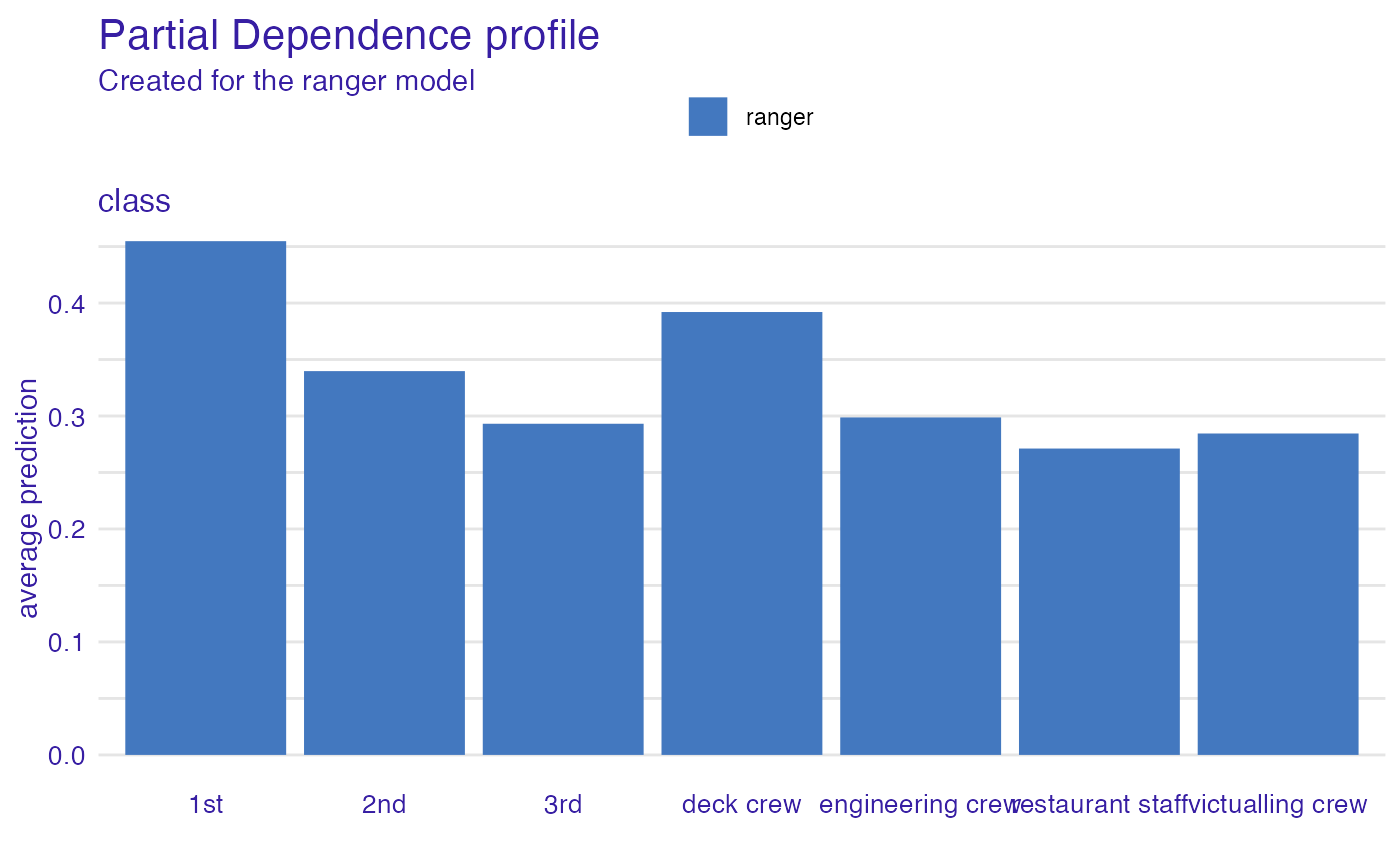 Partial Dependence profile
Created for the ranger model
ranger
class
average prediction
0.4
0.3
0.2
0.1
0.0
1st 2nd 3rd deck crew engineering crew restaurant staff victualling crew